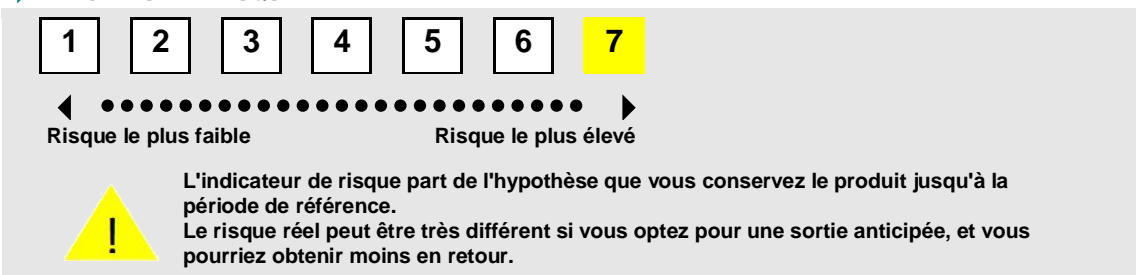 1 2 3 4 5 6 7
Risque le plus faible Risque le plus élevé
L'indicateur de risque part de l'hypothèse que vous conservez le produit jusqu'à la
période de référence.
Le risque réel peut être très différent si vous optez pour une sortie anticipée, et vous
pourriez obtenir moins en retour.